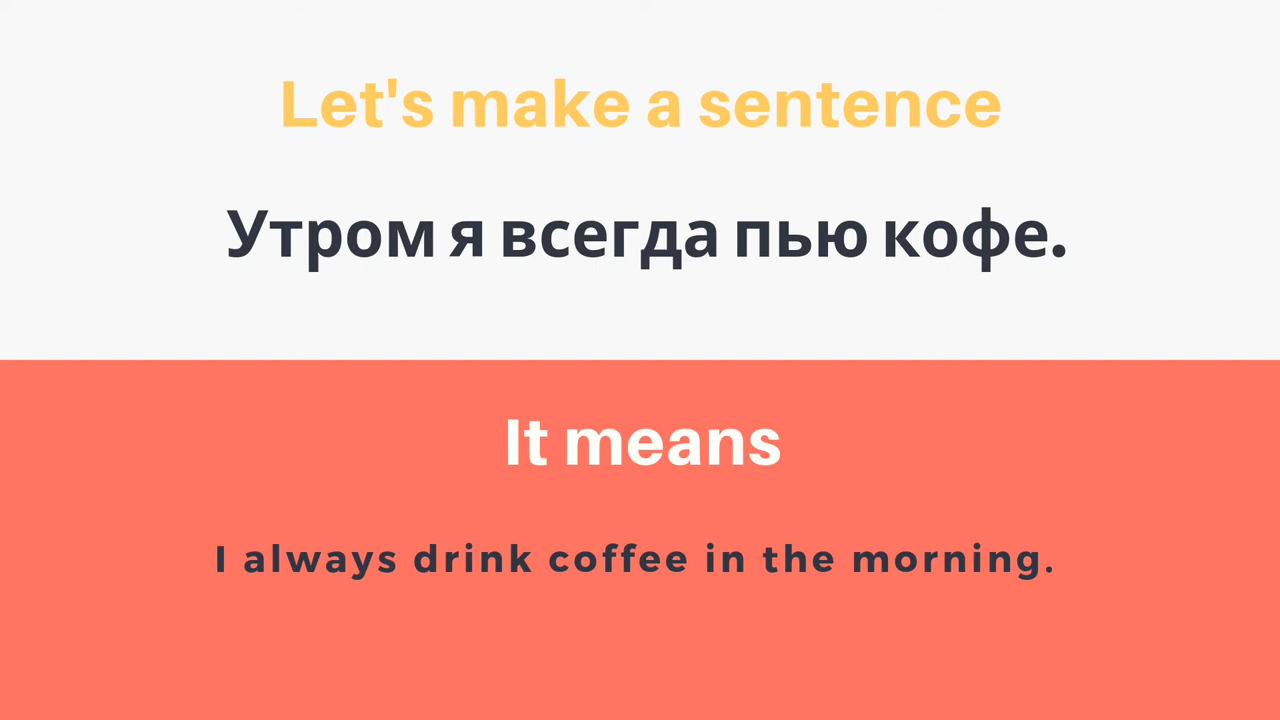 Let's make a sentence
Утром я всегда пью кофе.
It means
I always drink coffee in the morning.